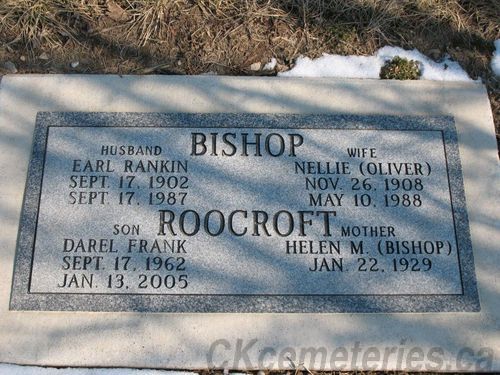 BISHOP
HUSBAND WIFE
EARL RANKIN NELLIE (OLIVER)
SEPT. 17, 1902 NOV. 26, 1908
SEPT. 17, 1987 MAY 10, 1988
ROOCROFT
SON MOTHER
DAREL FRANK HELEN M. (BISHOP)
SEPT. 17, 1962 JAN. 22, 1929
JAN. 13, 2005
CKcemeteries.ca